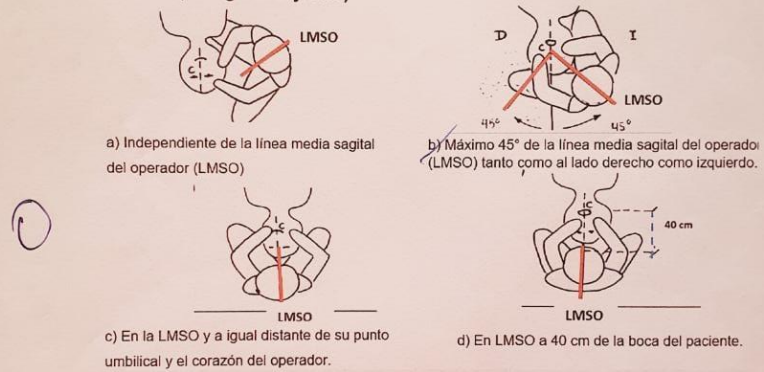 LMSO
C
a) Independiente de la línea media sagital
del operador (LMSO)
D
I
C
LMSO
45°
45°
b) Máximo 45° de la línea media sagital del operado
(LMSO) tanto como al lado derecho como izquierdo.
C
LMSO
c) En la LMSO y a igual distante de su punto
umbilical y el corazón del operador.
C
40 cm
LMSO
d) En LMSO a 40 cm de la boca del paciente.